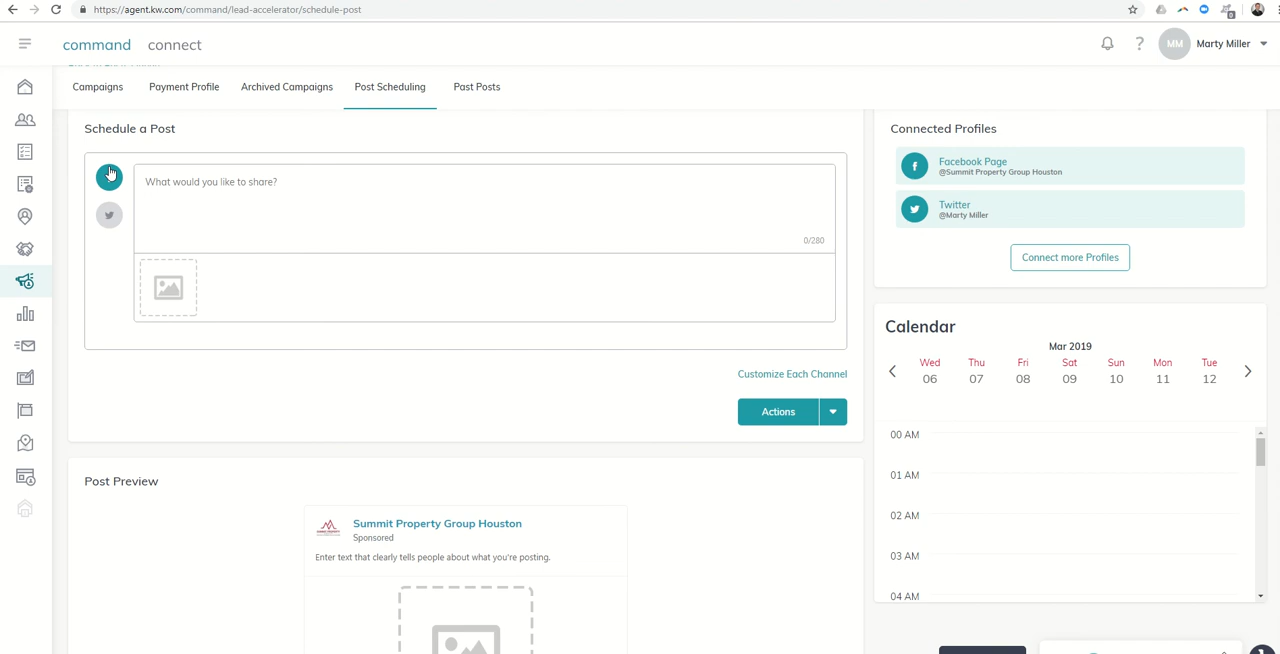 https://agent.kw.com/command/lead-accelerator/schedule-post
command connect
MM Marty Miller
Campaigns Payment Profile Archived Campaigns Post Scheduling Past Posts
Schedule a Post
What would you like to share?
0/280
Customize Each Channel
Actions
Post Preview
Summit Property Group Houston
Sponsored
Enter text that clearly tells people about what you're posting.
Connected Profiles
Facebook Page
@Summit Property Group Houston
Twitter
@Marty Miller
Connect more Profiles
Calendar
Mar 2019
Wed Thu Fri Sat Sun Mon Tue
06 07 08 09 10 11 12
00 AM
01 AM
02 AM
03 AM
04 AM